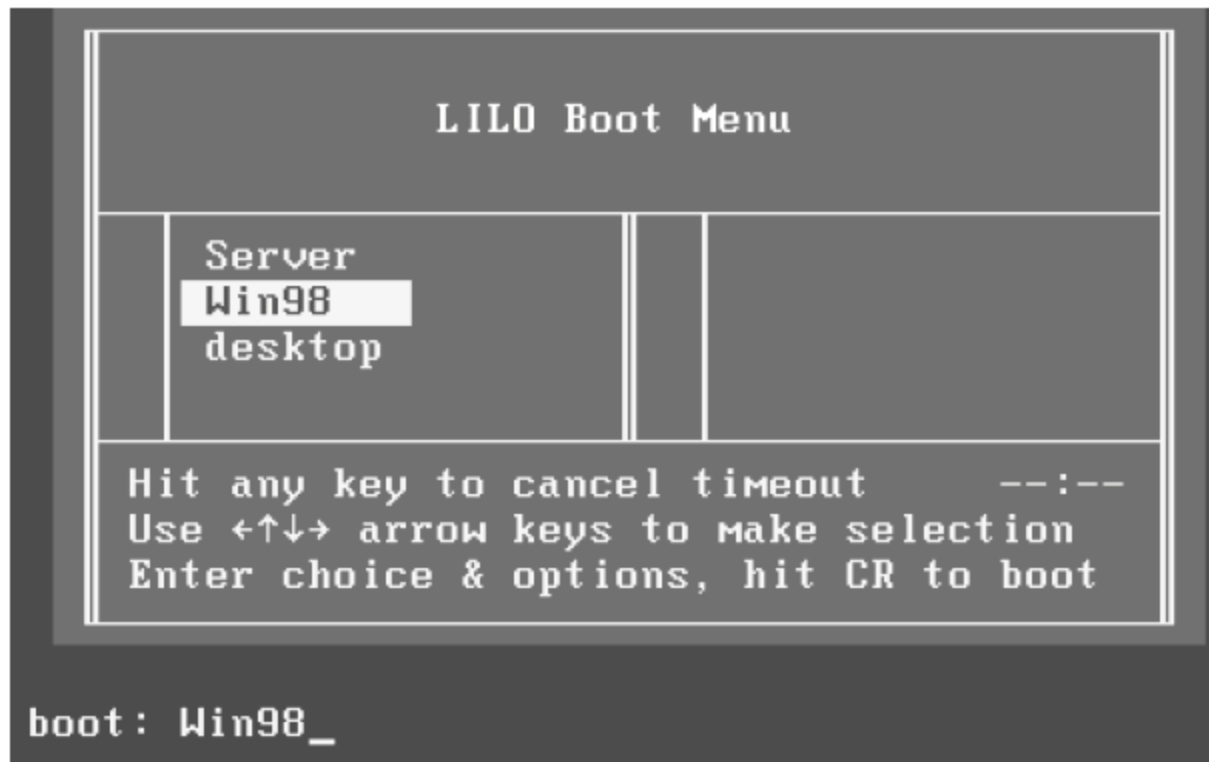 LILO Boot Menu
Server
Win98
desktop
Hit any key to cancel timeout --:--
Use ←↑↓→ arrow keys to make selection
Enter choice & options, hit CR to boot
boot: Win98_